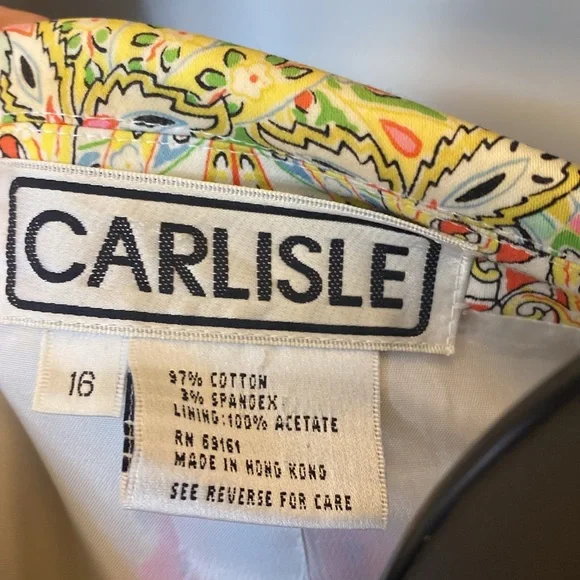 CARLISLE
16
97% COTTON
3% SPANDEX
LINING:100% ACETATE
RN 69161
MADE IN HONG KONG
SEE REVERSE FOR CARE